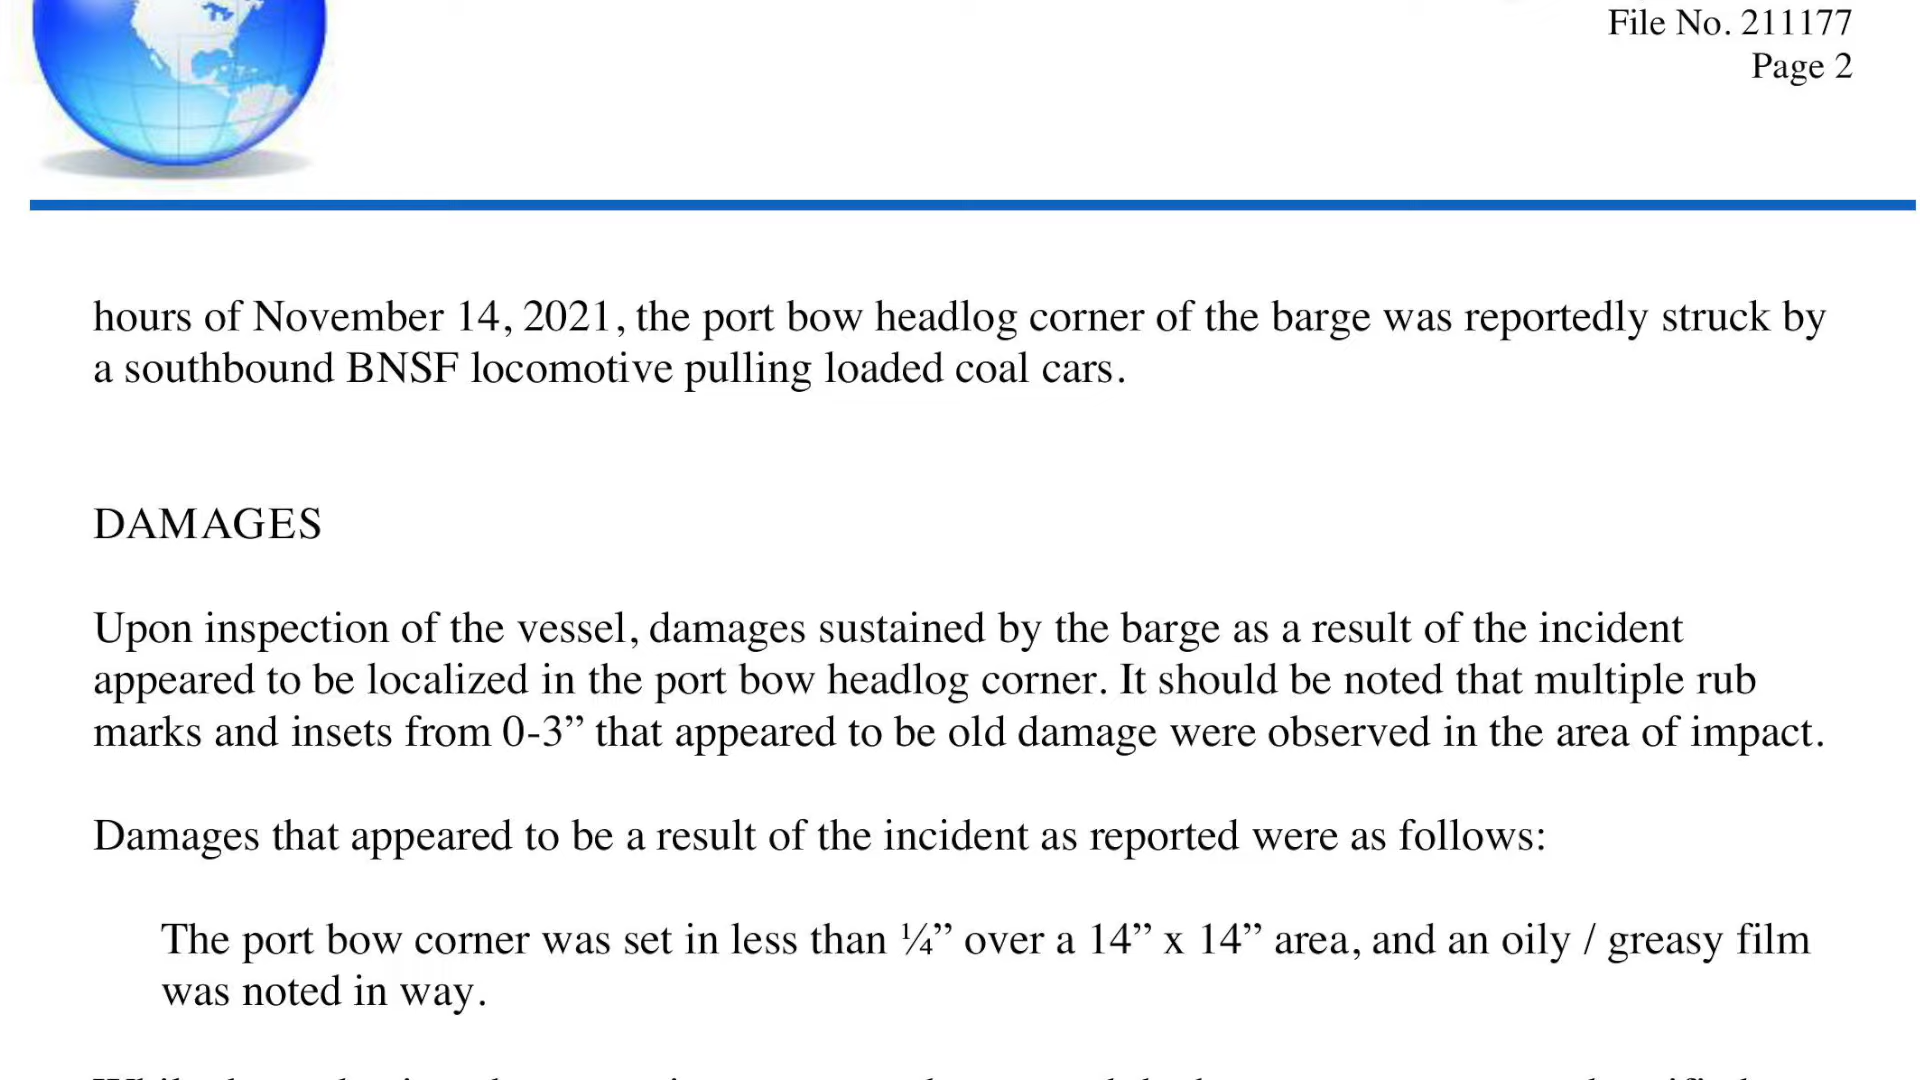 File No. 211177
Page 2
hours of November 14, 2021, the port bow headlog corner of the barge was reportedly struck by
a southbound BNSF locomotive pulling loaded coal cars.
DAMAGES
Upon inspection of the vessel, damages sustained by the barge as a result of the incident
appeared to be localized in the port bow headlog corner. It should be noted that multiple rub
marks and insets from 0-3” that appeared to be old damage were observed in the area of impact.
Damages that appeared to be a result of the incident as reported were as follows:
The port bow corner was set in less than ¼” over a 14” x 14” area, and an oily / greasy film
was noted in way.